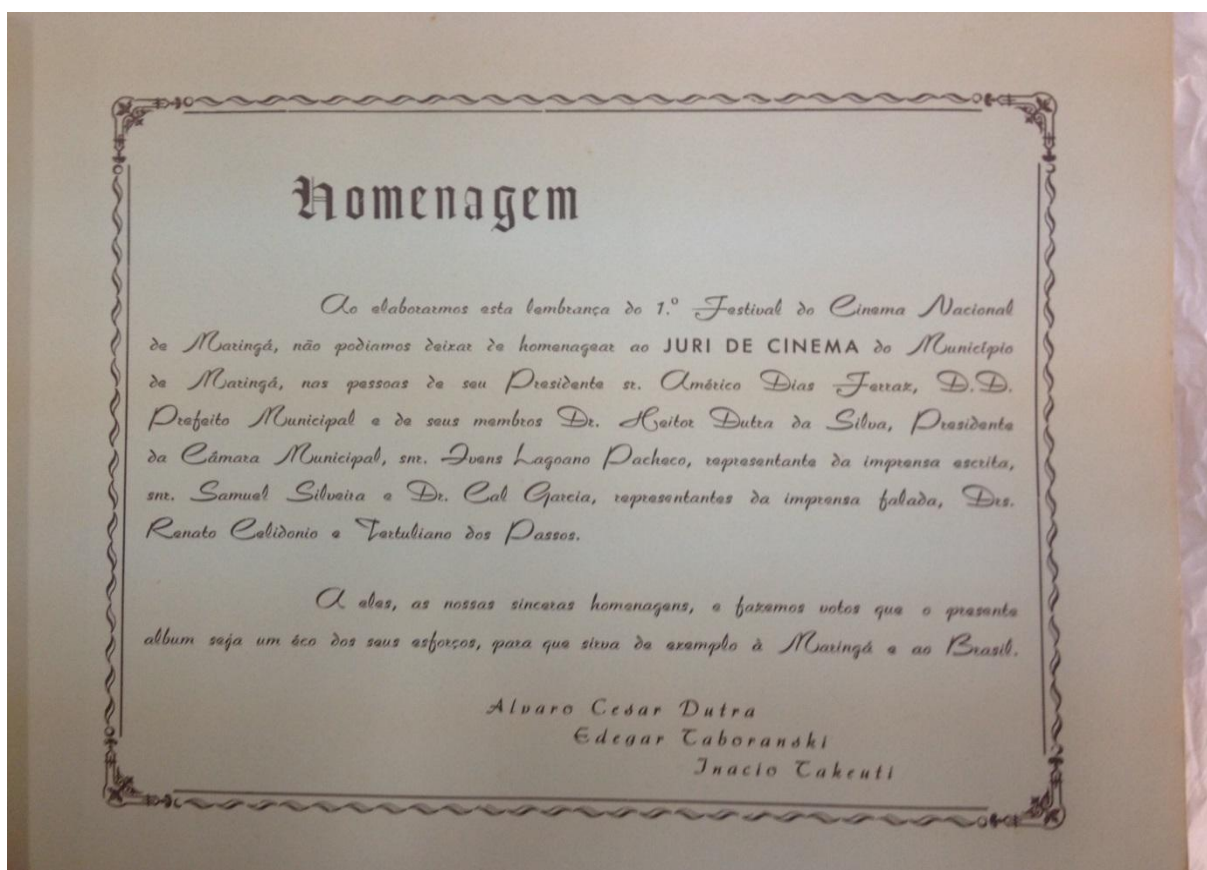 Homenagem
Ao elaborarmos esta lembrança do 1.º Festival do Cinema Nacional
de Maringá, não podiamos deixar de homenagear ao JURI DE CINEMA do Município
de Maringá, nas pessoas de seu Presidente sr. Américo Dias Ferraz, D.D.
Prefeito Municipal e de seus membros Dr. Heitor Dutra da Silva, Presidente
da Câmara Municipal, snr. Ivens Lagoano Pacheco, representante da imprensa escrita,
snr. Samuel Silveira e Dr. Cal Garcia, representantes da imprensa falada, Drs.
Renato Celidonio e Tertuliano dos Passos.
A eles, as nossas sinceras homenagens, e fazemos votos que o presente
album seja um éco dos seus esforços, para que sirva de exemplo à Maringá e ao Brasil.
Alvaro Cesar Dutra
Edegar Taboranski
Inacio Takeuti